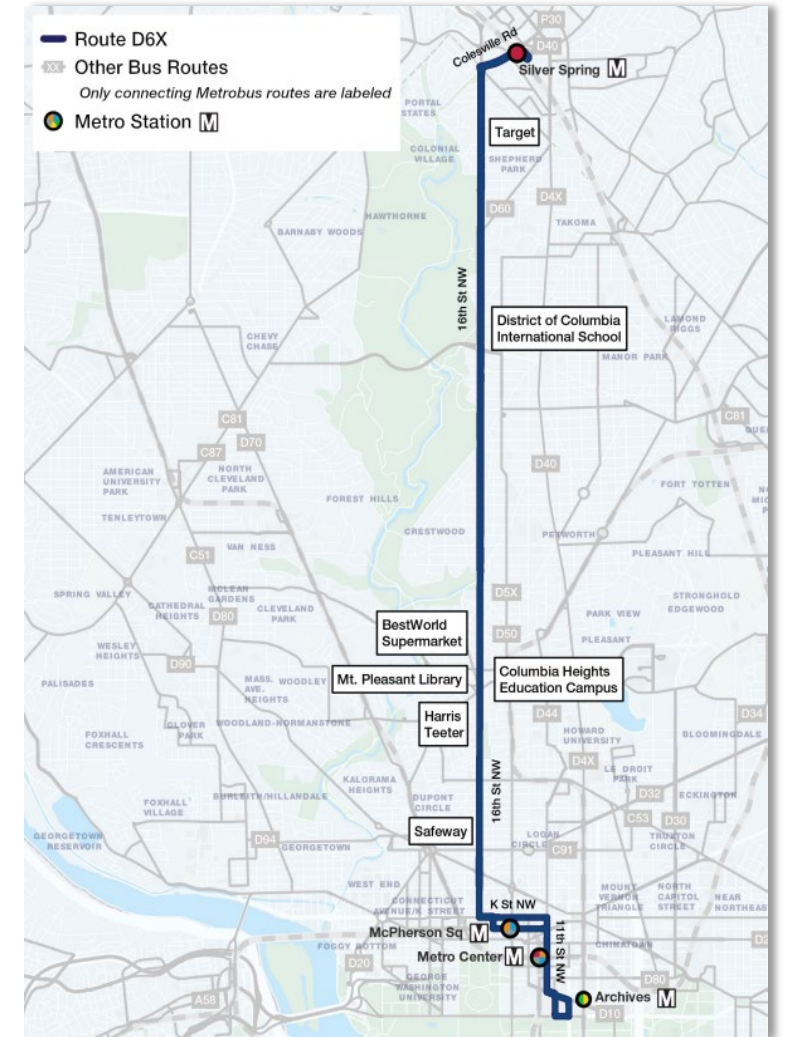 Route D6X
XX Other Bus Routes
Only connecting Metrobus routes are labeled
Metro Station M
P30
Colesville Rd
D40
Silver Spring M
PORTAL
STATES
Target
COLONIAL
VILLAGE
SHEPHERD
PARK
D4X
D60
HAWTHORNE
TAKOMA
BARNABY WOODS
16th St NW
District of Columbia
International School
LAMOND
RIGGS
CHEVY
CHASE
MANOR PARK
C81
C81
D70
C87
D40
AMERICAN
UNIVERSITY
PARK
NORTH
CLEVELAND
PARK
FORT TOTTEN
FOREST HILLS
TENLEYTOWN
CRESTWOOD
PETWORTH
VAN NESS
C51
PLEASANT HILL
SPRING VALLEY
MCLEAN
GARDENS
D5X
STRONGHOLD
CATHEDRAL
HEIGHTS
D80
CLEVELAND
PARK
EDGEWOOD
PARK VIEW
BestWorld
Supermarket
D50
PLEASANT
WESLEY
HEIGHTS
D90
Mt. Pleasant Library
Columbia Heights
Education Campus
PALISADES
MASS.
AVE.
HEIGHTS
WOODLEY
Harris
Teeter
D44
D34
GLOVER
PARK
WOODLAND-NORMANSTONE
FOXHALL
CRESCENTS
HOWARD
UNIVERSITY
BLOOMINGDALE
D4X
LE DROIT
PARK
16th St NW
KALORAMA
HEIGHTS
D32
ECKINGTON
BURLEITH/HILLANDALE
DUPONT
CIRCLE
FOXHALL
VILLAGE
C53
D30
Safeway
LOGAN
CIRCLE
TRUXTON
CIRCLE
GEORGETOWN
RESERVOIR
D94
GEORGETOWN
C91
WEST END
MOUNT
VERNON
TRIANGLE
NORTH
CAPITOL
STREET
NEAR
NORTHEAS
CONNECTICUT
AVENUE/K STREET
K St NW
McPherson Sq M
11th St NW
FOGGY BOTTOM
CHINATOWN
Metro Center M
D20
D80
GEORGE
WASHINGTON
UNIVERSITY
A58
Archives M
D10